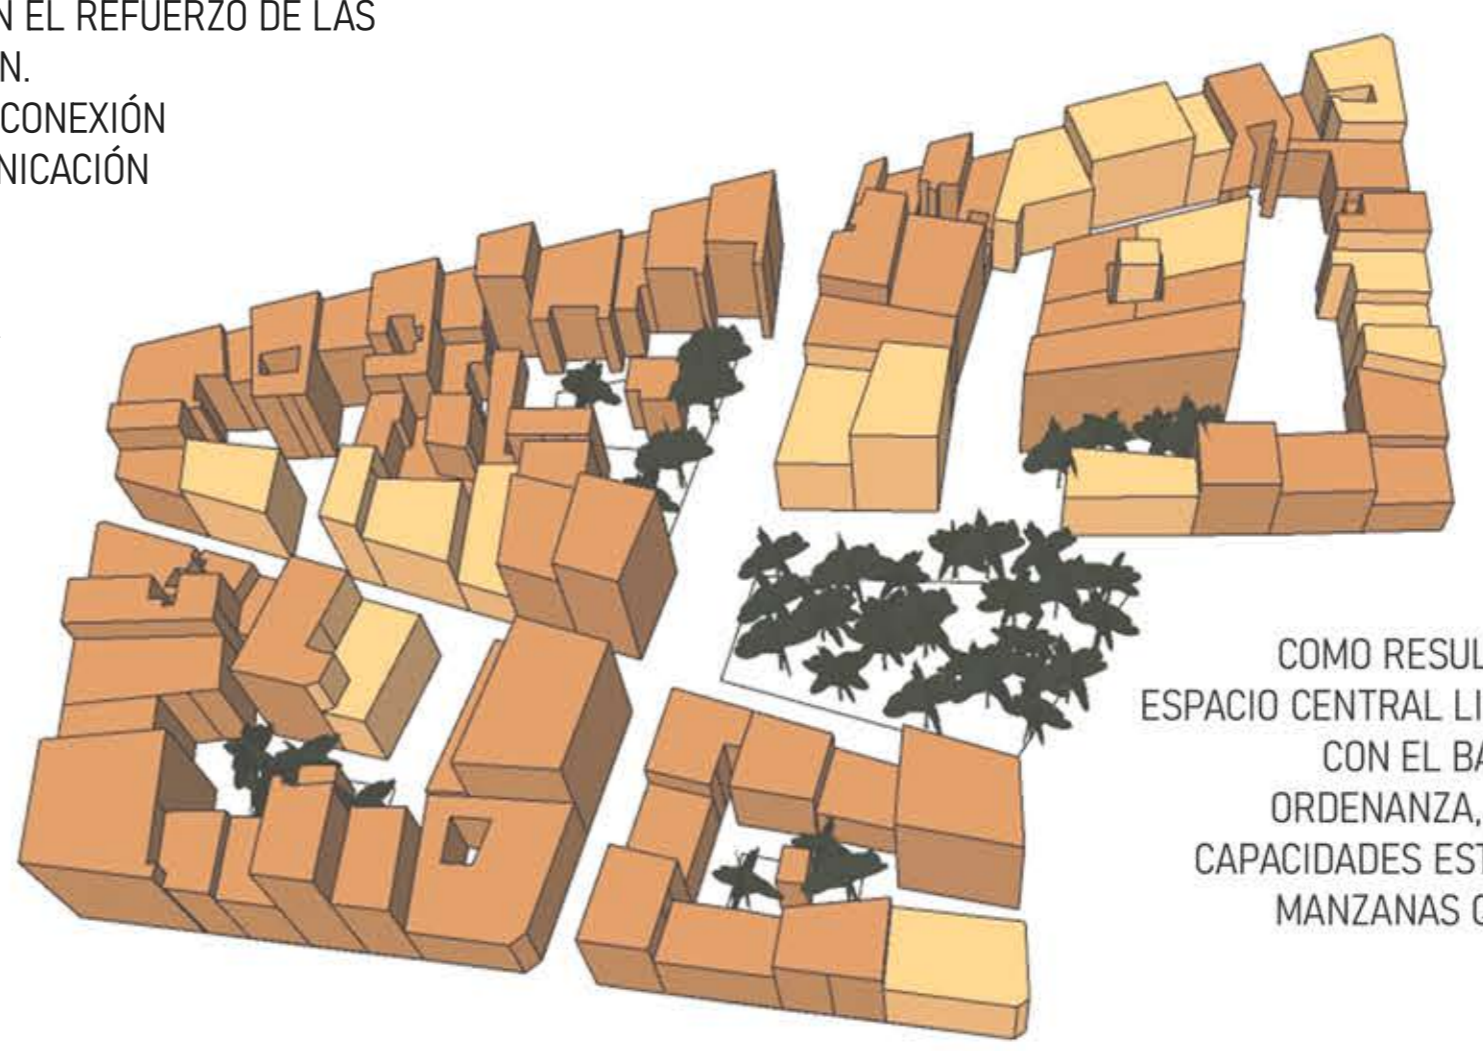 N EL REFUERZO DE LAS
N.
CONEXIÓN
NICACIÓN
COMO RESUL
ESPACIO CENTRAL LI
CON EL BA
ORDENANZA,
CAPACIDADES EST
MANZANAS